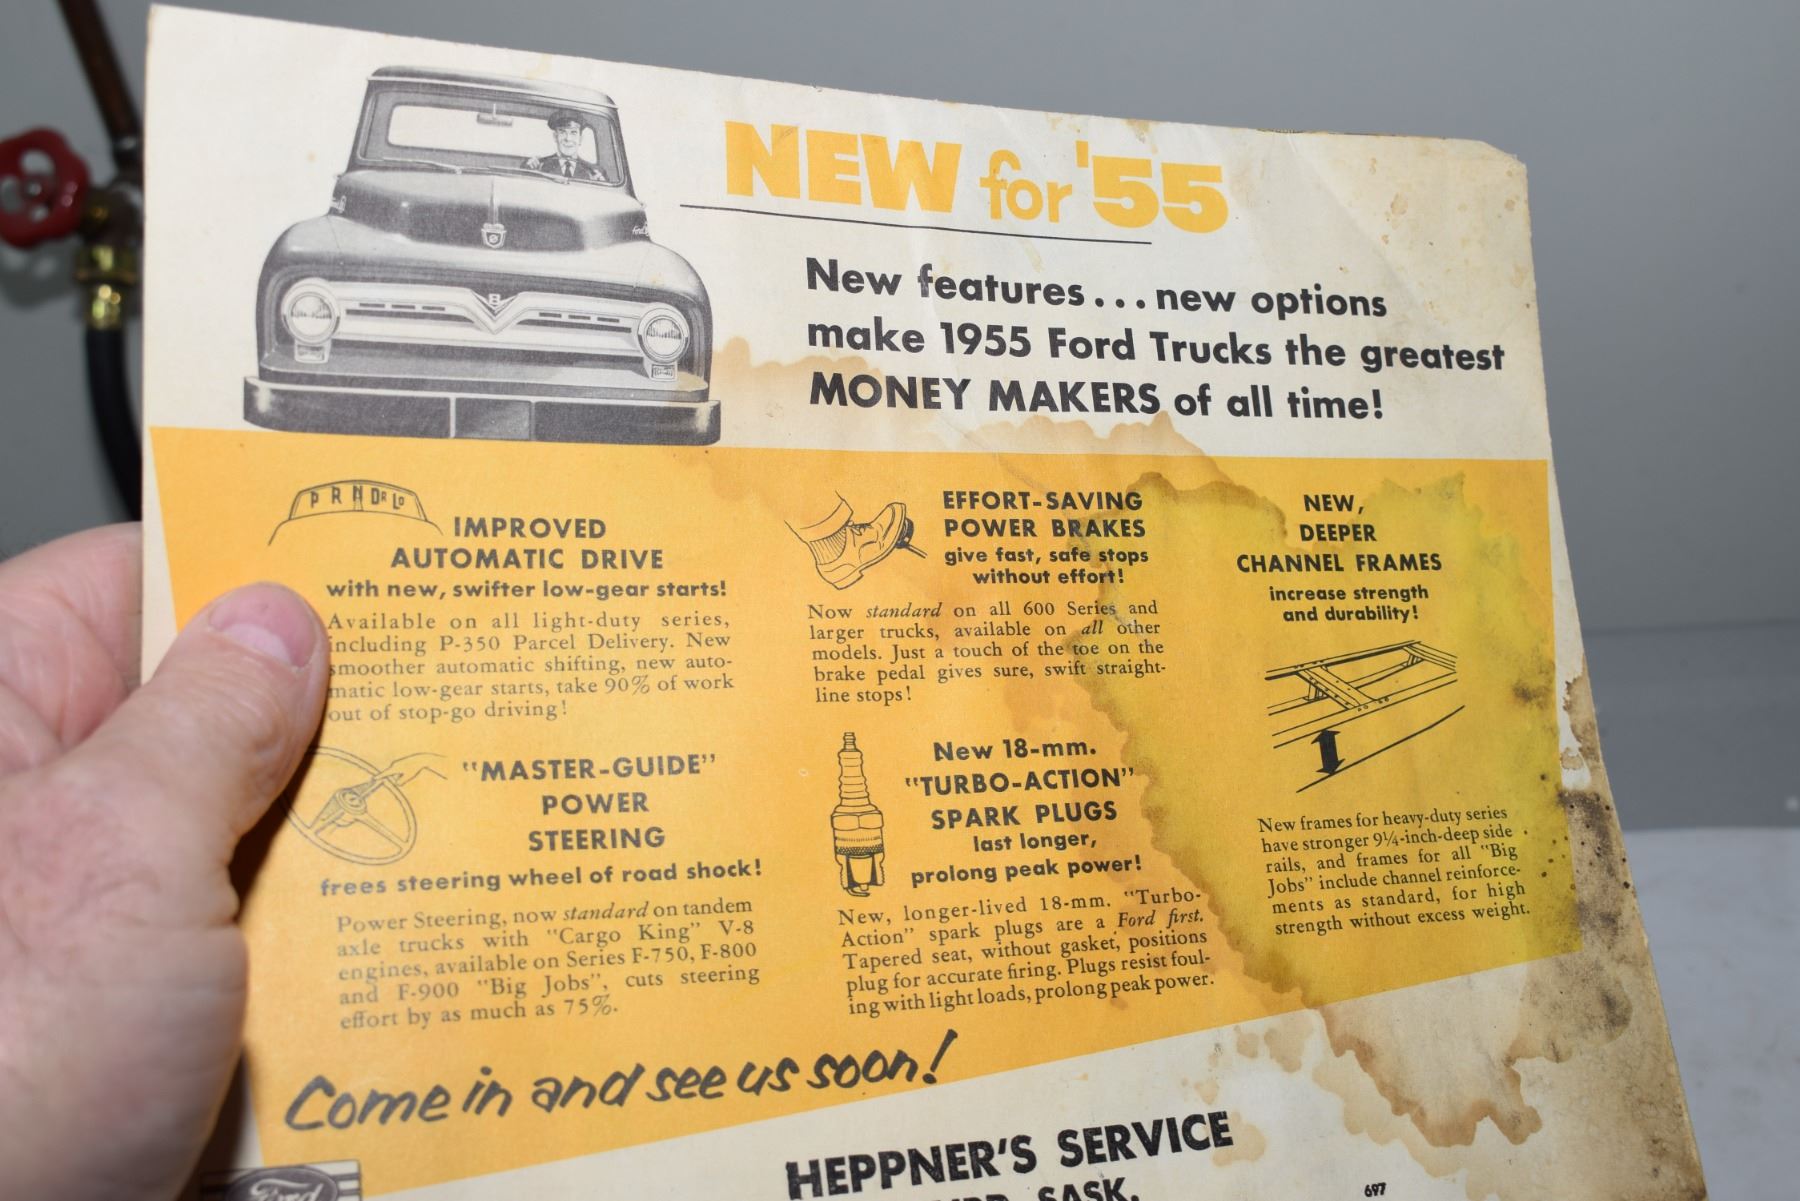 NEW for '55
New features... new options
make 1955 Ford Trucks the greatest
MONEY MAKERS of all time!
P R N DR LO
IMPROVED
AUTOMATIC DRIVE
with new, swifter low-gear starts!
Available on all light-duty series,
including P-350 Parcel Delivery. New
smoother automatic shifting, new auto-
matic low-gear starts, take 90% of work
out of stop-go driving!
"MASTER-GUIDE"
POWER
STEERING
frees steering wheel of road shock!
Power Steering, now standard on tandem
axle trucks with "Cargo King" V-8
engines, available on Series F-750, F-800
and F-900 "Big Jobs", cuts steering
effort by as much as 75%.
EFFORT-SAVING
POWER BRAKES
give fast, safe stops
without effort!
Now standard on all 600 Series and
larger trucks, available on all other
models. Just a touch of the toe on the
brake pedal gives sure, swift straight-
line stops!
New 18-mm.
"TURBO-ACTION"
SPARK PLUGS
last longer,
prolong peak power!
New, longer-lived 18-mm. "Turbo-
Action" spark plugs are a Ford first.
Tapered seat, without gasket, positions
plug for accurate firing. Plugs resist foul-
ing with light loads, prolong peak power.
NEW,
DEEPER
CHANNEL FRAMES
increase strength
and durability!
New frames for heavy-duty series
have stronger 9¼-inch-deep side
rails, and frames for all "Big
Jobs" include channel reinforce-
ments as standard, for high
strength without excess weight.
Come in and see us soon!
Ford
HEPPNER'S SERVICE
SASK.
697